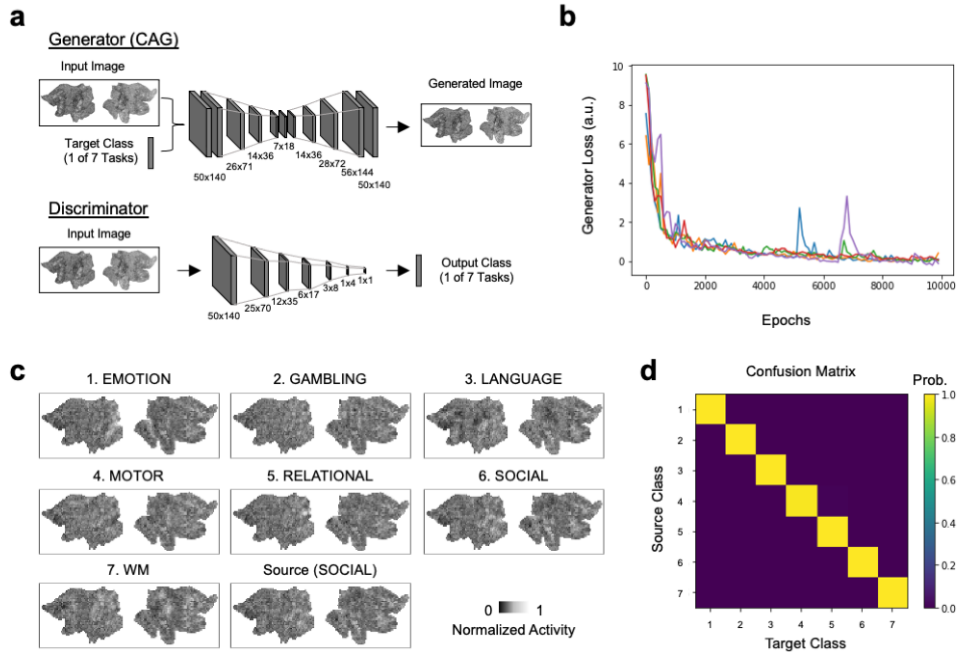 a
Generator (CAG)
Input Image
Generated Image
Target Class
(1 of 7 Tasks)
50x140
26x71
14x36
7x18
14x36
28x72
56x144
50x140
Discriminator
Input Image
Output Class
(1 of 7 Tasks)
50x140
25x70
12x35
6x17
3x8
1x4
1x1
b
Generator Loss (a.u.)
10
8
6
4
2
0
0
2000
4000
6000
8000
10000
Epochs
c
1. EMOTION
2. GAMBLING
3. LANGUAGE
4. MOTOR
5. RELATIONAL
6. SOCIAL
7. WM
Source (SOCIAL)
0 1
Normalized Activity
d
Confusion Matrix
Prob.
Source Class
1
2
3
4
5
6
7
1 2 3 4 5 6 7
Target Class
1.0
0.8
0.6
0.4
0.2
0.0